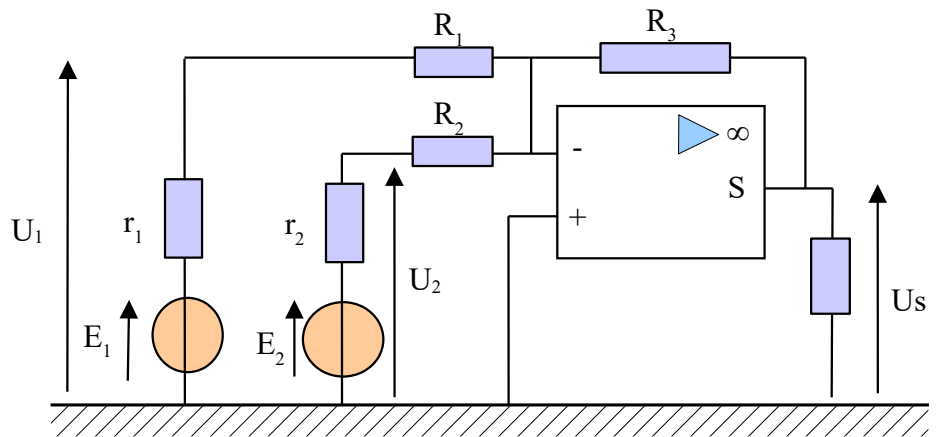 R₁
R₃
R₂
∞
-
S
+
U₁
r₁
r₂
U₂
Us
E₁
E₂